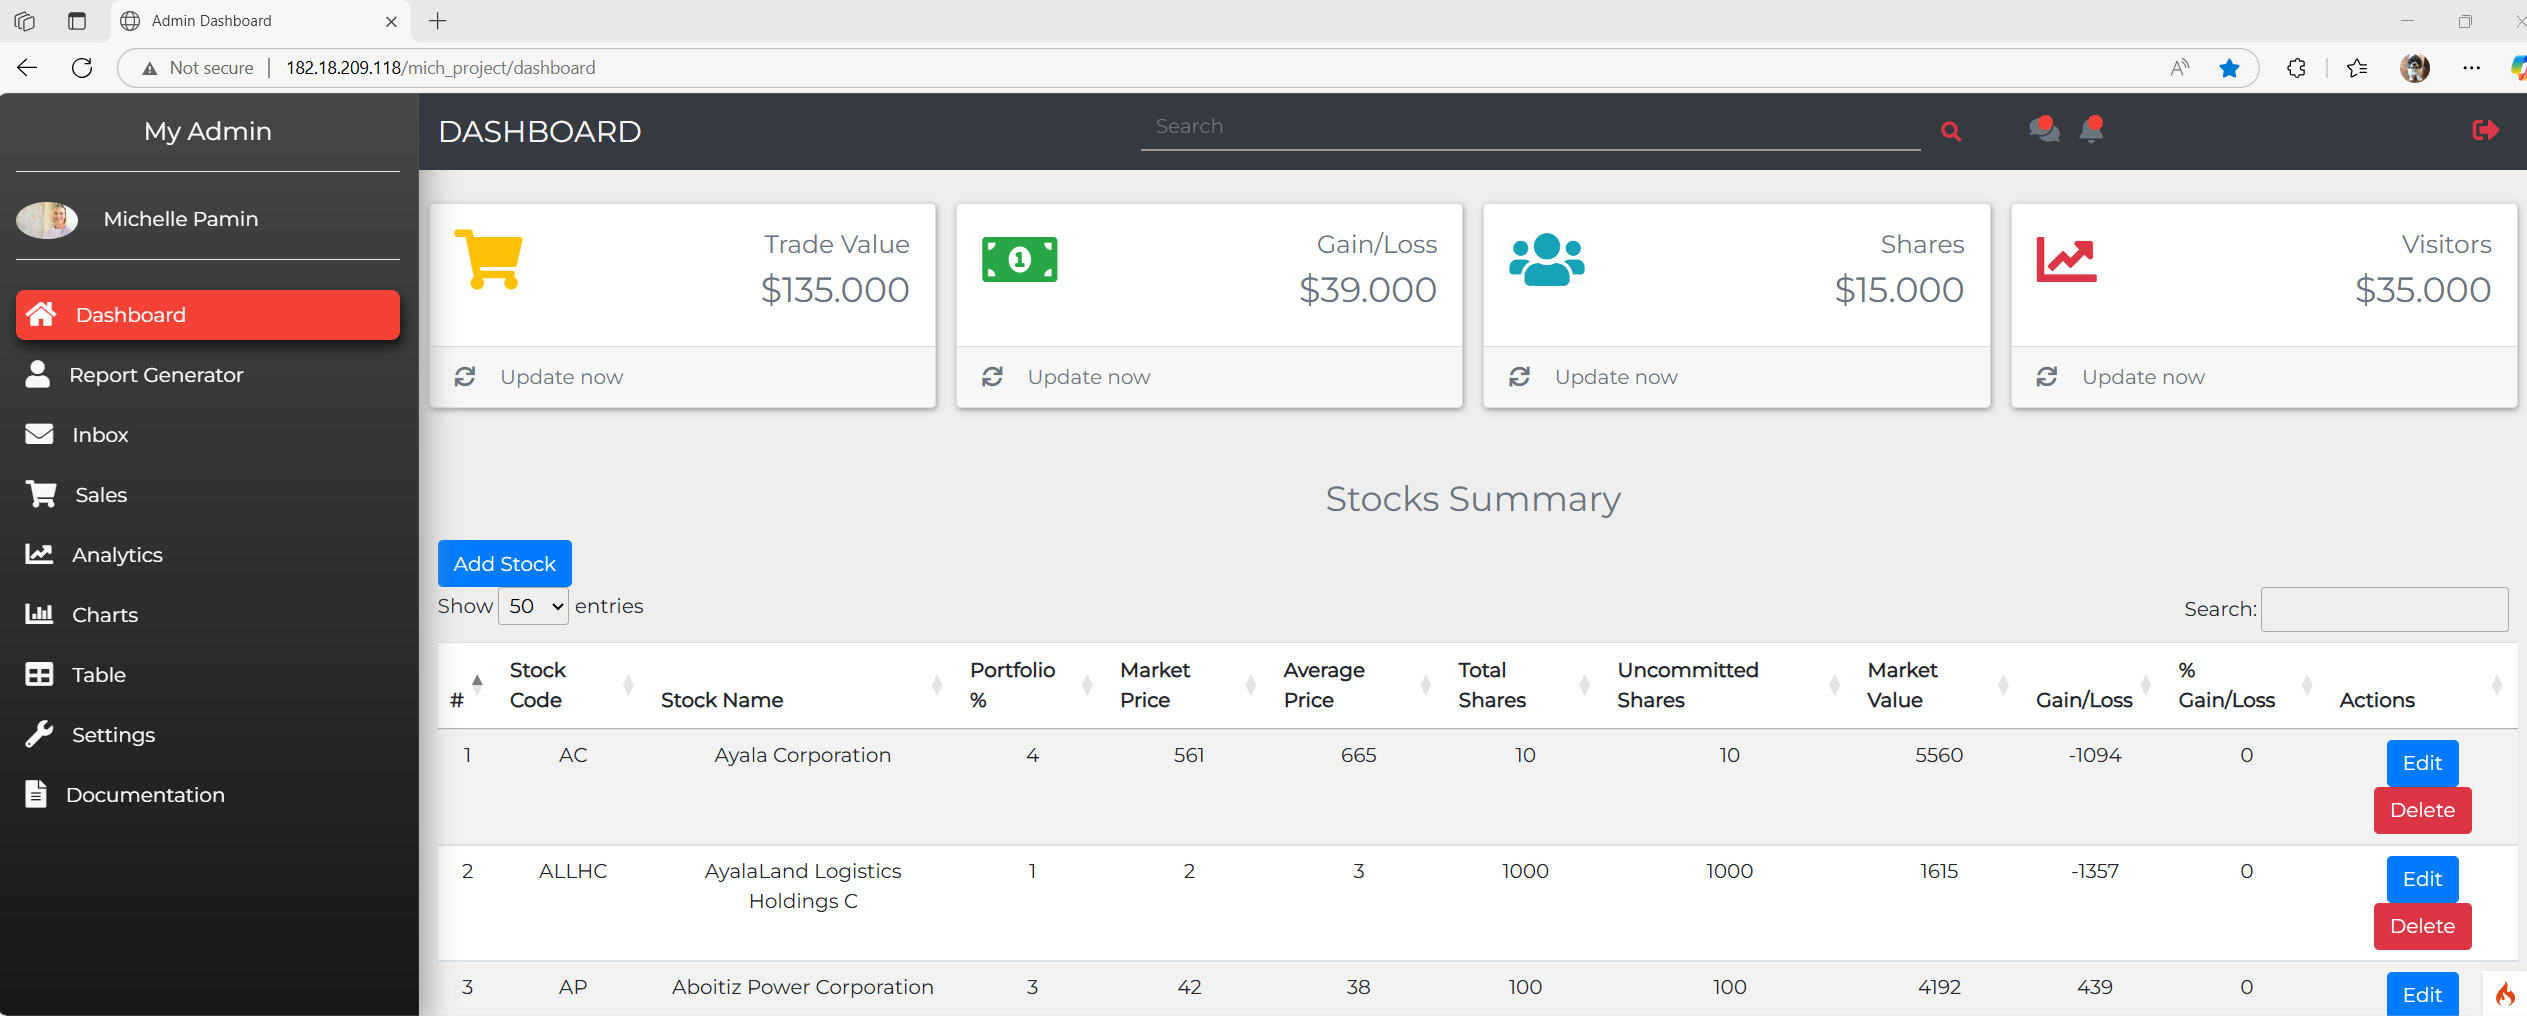 Admin Dashboard
Not secure 182.18.209.118/mich_project/dashboard
My Admin
Michelle Pamin
Dashboard
Report Generator
Inbox
Sales
Analytics
Charts
Table
Settings
Documentation
DASHBOARD
Search
Trade Value
$135.000
Update now
Gain/Loss
$39.000
Update now
Shares
$15.000
Update now
Visitors
$35.000
Update now
Stocks Summary
Add Stock
Show 50 entries
Search:
# Stock Code Stock Name Portfolio % Market Price Average Price Total Shares Uncommitted Shares Market Value Gain/Loss % Gain/Loss Actions
1 AC Ayala Corporation 4 561 665 10 10 5560 -1094 0 Edit
Delete
2 ALLHC AyalaLand Logistics 1 2 3 1000 1000 1615 -1357 0 Edit
Holdings C
Delete
3 AP Aboitiz Power Corporation 3 42 38 100 100 4192 439 0 Edit